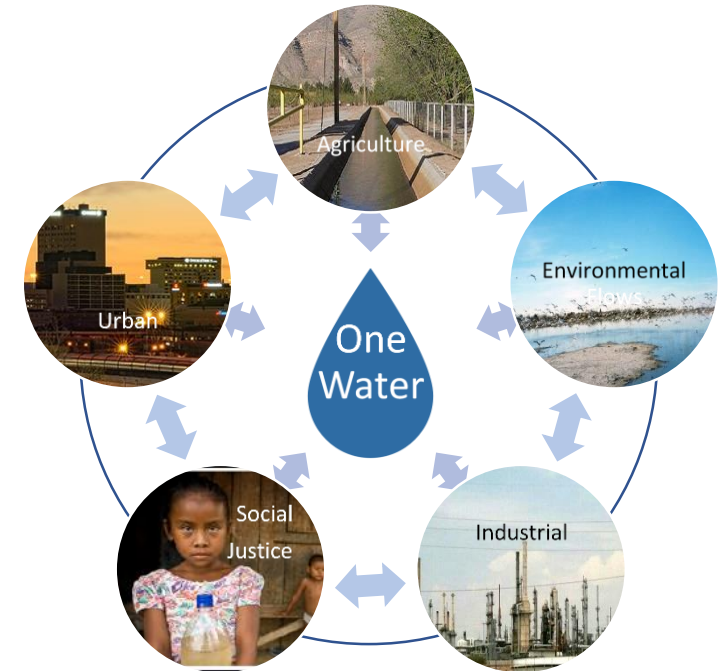 Agriculture
Environmental
Flows
Urban
One
Water
Social
Justice
Industrial